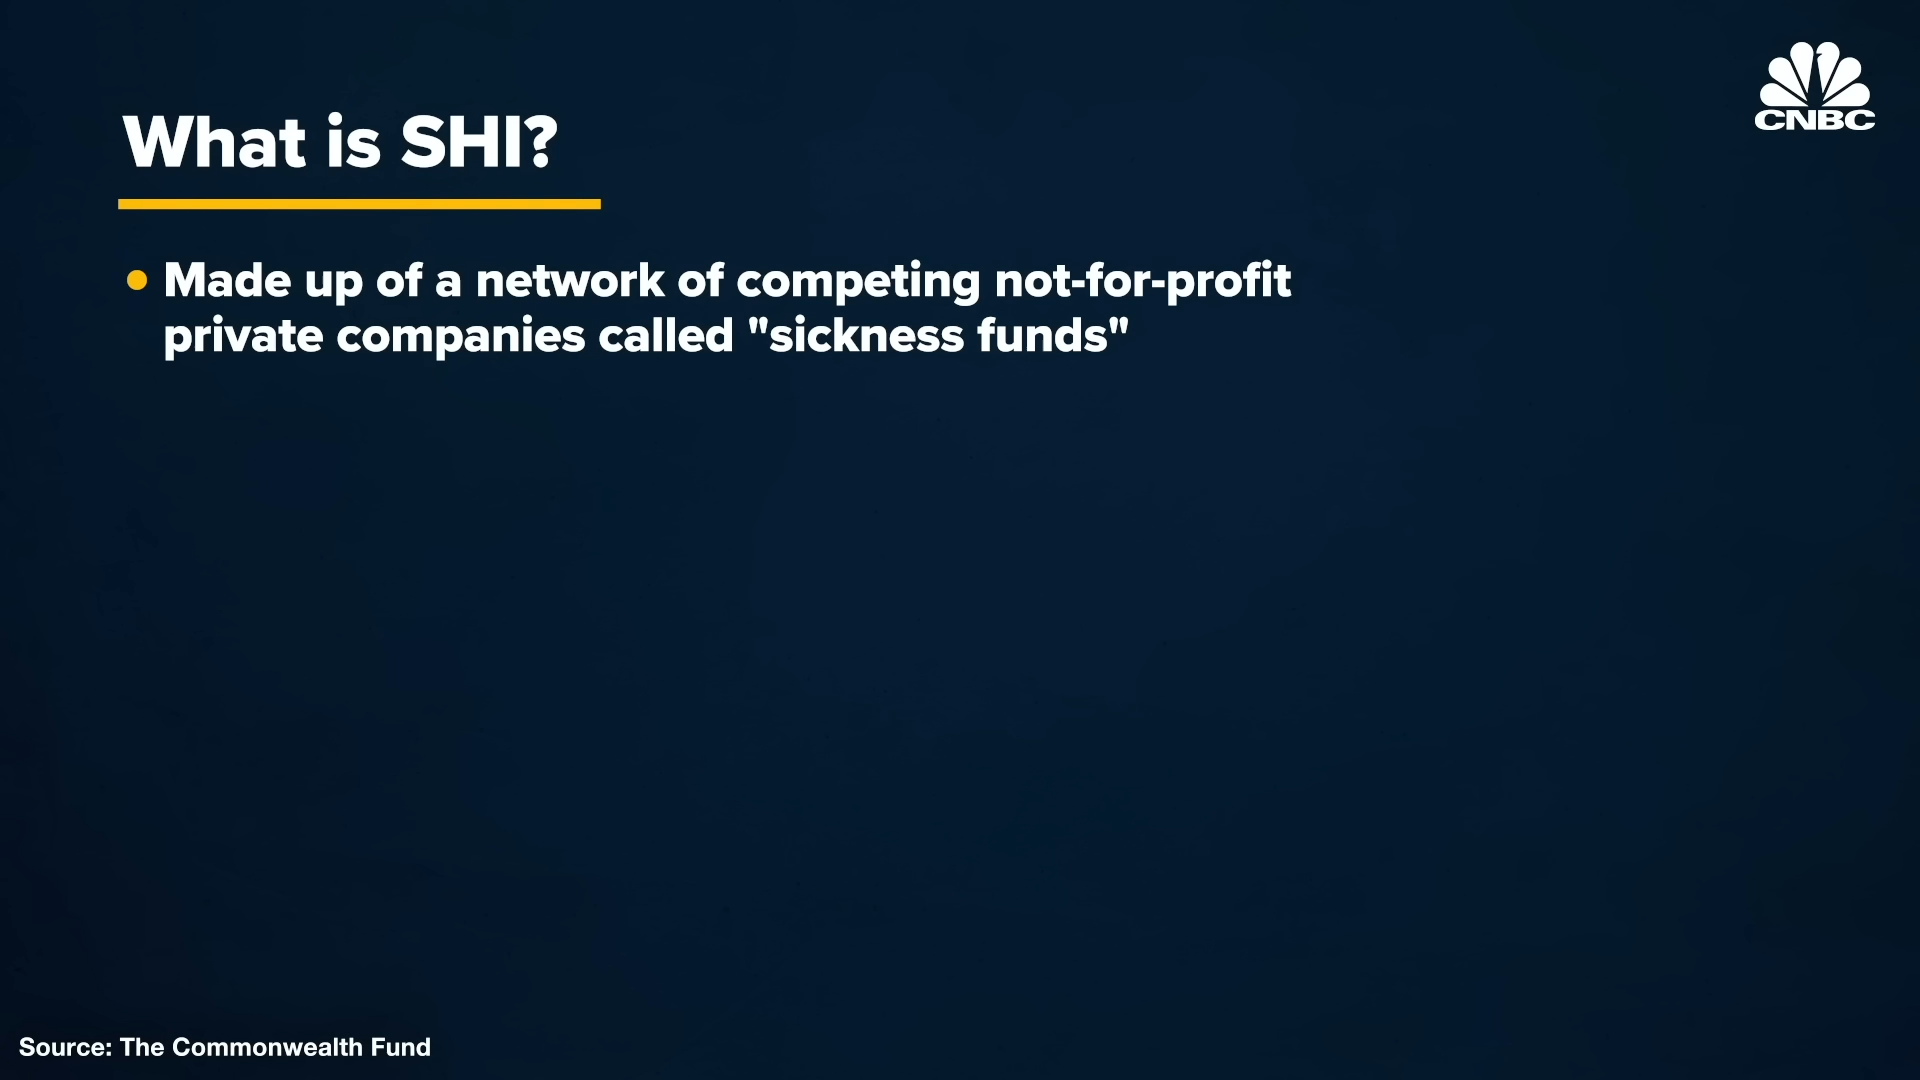 CNBC
What is SHI?
Made up of a network of competing not-for-profit
private companies called "sickness funds"
Source: The Commonwealth Fund